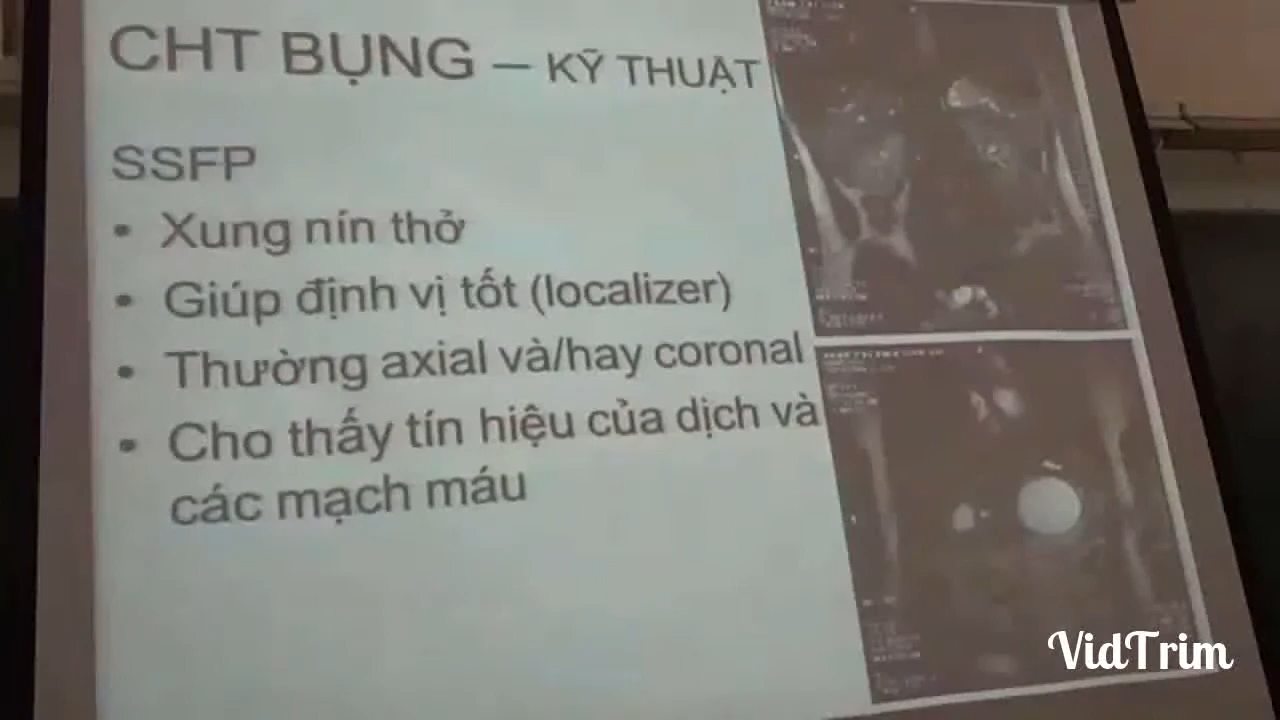 CHT BỤNG – KỸ THUẬT
SSFP
• Xung nín thở
• Giúp định vị tốt (localizer)
• Thường axial và/hay coronal
• Cho thấy tín hiệu của dịch và
các mạch máu
VidTrim